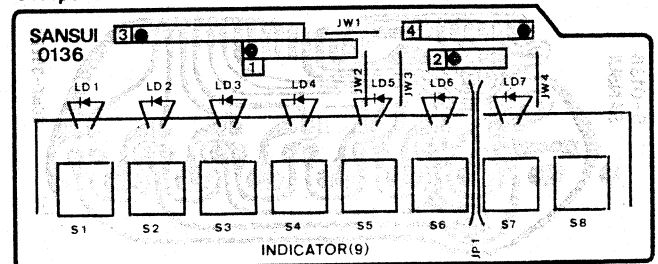 SANSUI
0136
3
JW1
4
1
2
JW2
JW3
JW4
LD1 LD2 LD3 LD4 LD5 LD6 LD7
S1 S2 S3 S4 S5 S6 S7 S8
JP1
INDICATOR(9)